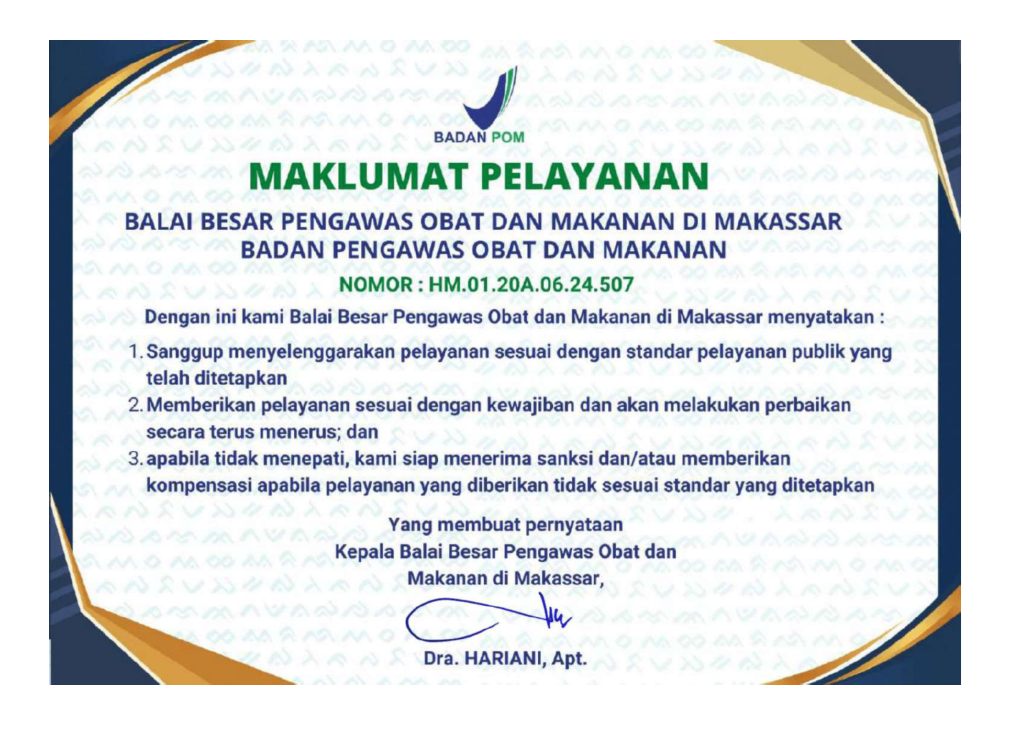 BADAN POM
MAKLUMAT PELAYANAN
BALAI BESAR PENGAWAS OBAT DAN MAKANAN DI MAKASSAR
BADAN PENGAWAS OBAT DAN MAKANAN
NOMOR : HM.01.20A.06.24.507
Dengan ini kami Balai Besar Pengawas Obat dan Makanan di Makassar menyatakan :
1. Sanggup menyelenggarakan pelayanan sesuai dengan standar pelayanan publik yang
telah ditetapkan
2. Memberikan pelayanan sesuai dengan kewajiban dan akan melakukan perbaikan
secara terus menerus; dan
3. apabila tidak menepati, kami siap menerima sanksi dan/atau memberikan
kompensasi apabila pelayanan yang diberikan tidak sesuai standar yang ditetapkan
Yang membuat pernyataan
Kepala Balai Besar Pengawas Obat dan
Makanan di Makassar,
Dra. HARIANI, Apt.